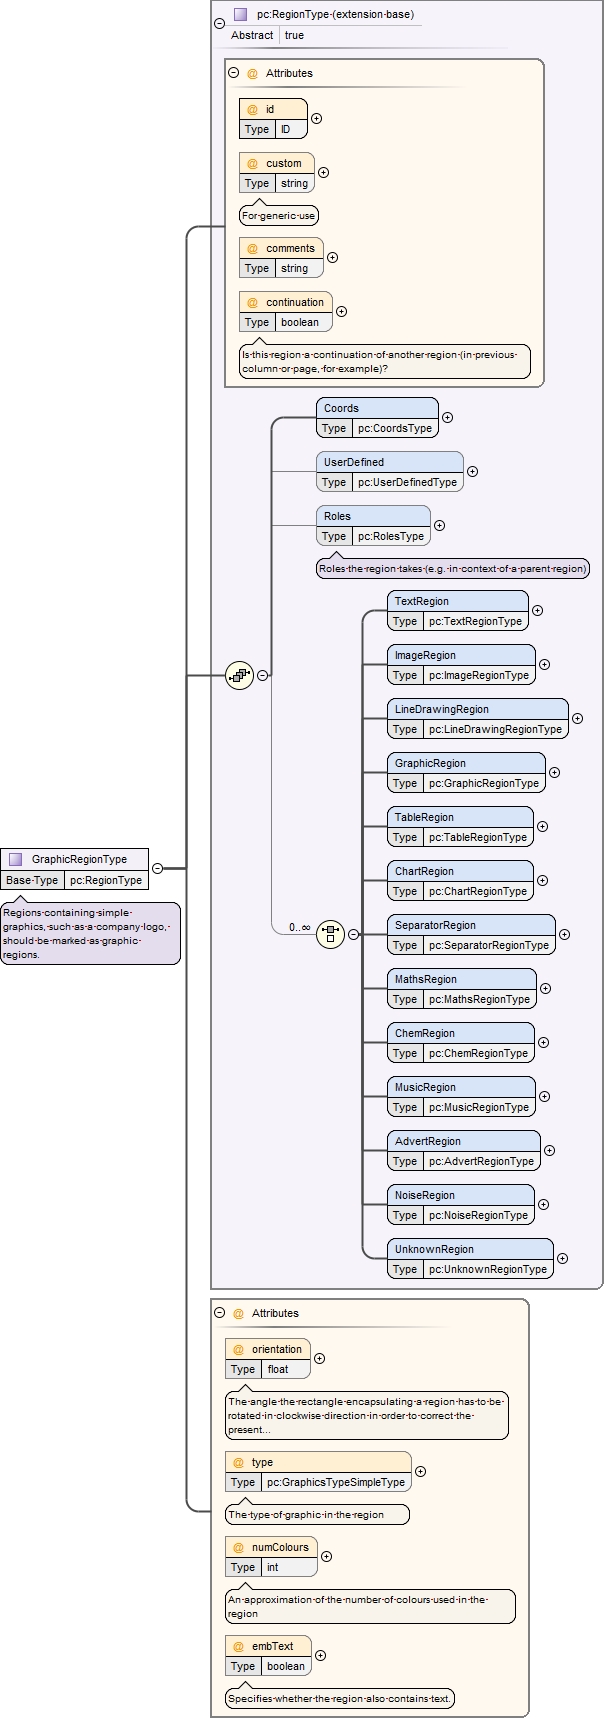 pc:RegionType (extension base)
Abstract true
@ Attributes
@ id
Type ID
@ custom
Type string
For generic use
@ comments
Type string
@ continuation
Type boolean
Is this region a continuation of another region (in previous
column or page, for example)?
Coords
Type pc:CoordsType
UserDefined
Type pc:UserDefinedType
Roles
Type pc:RolesType
Roles the region takes (e.g. in context of a parent region)
TextRegion
Type pc:TextRegionType
ImageRegion
Type pc:ImageRegionType
LineDrawingRegion
Type pc:LineDrawingRegionType
GraphicRegion
Type pc:GraphicRegionType
TableRegion
Type pc:TableRegionType
ChartRegion
Type pc:ChartRegionType
0..∞
SeparatorRegion
Type pc:SeparatorRegionType
MathsRegion
Type pc:MathsRegionType
ChemRegion
Type pc:ChemRegionType
MusicRegion
Type pc:MusicRegionType
AdvertRegion
Type pc:AdvertRegionType
NoiseRegion
Type pc:NoiseRegionType
UnknownRegion
Type pc:UnknownRegionType
GraphicRegionType
Base Type pc:RegionType
Regions containing simple
graphics, such as a company logo,
should be marked as graphic
regions.
@ Attributes
@ orientation
Type float
The angle the rectangle encapsulating a region has to be
rotated in clockwise direction in order to correct the
present...
@ type
Type pc:GraphicsTypeSimpleType
The type of graphic in the region
@ numColours
Type int
An approximation of the number of colours used in the
region
@ embText
Type boolean
Specifies whether the region also contains text.